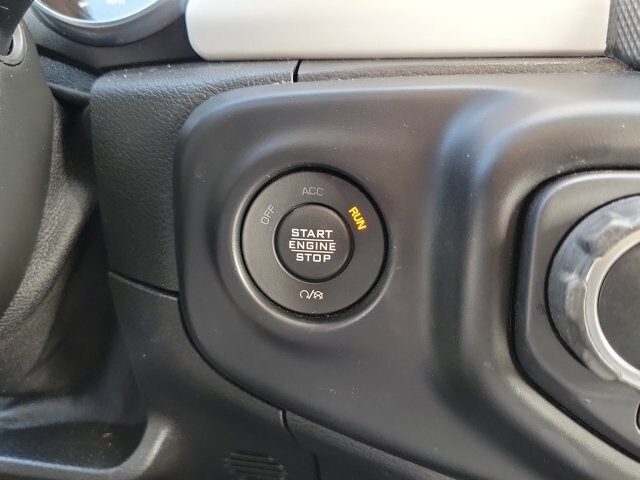 ACC
OFF
RUN
START
ENGINE
STOP